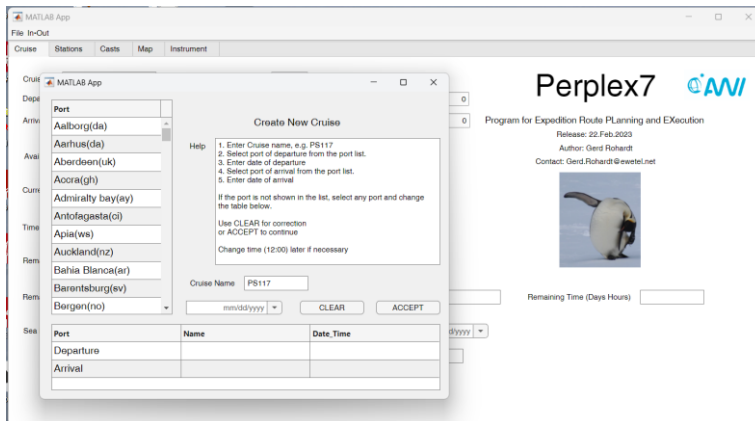 MATLAB App
File In-Out
Cruise Stations Casts Map Instrument
Perplex7
AWI
Program for Expedition Route PLanning and EXecution
Release: 22.Feb.2023
Author: Gerd Rohardt
Contact: Gerd.Rohardt@ewetel.net
0
0
Remaining Time (Days Hours)
Time
Sea
MATLAB App
Port
Aalborg(da)
Aarhus(da)
Aberdeen(uk)
Accra(gh)
Admiralty bay(ay)
Antofagasta(ci)
Apia(ws)
Auckland(nz)
Bahia Blanca(ar)
Barentsburg(sv)
Bergen(no)
Create New Cruise
Help
1. Enter Cruise name, e.g. PS117
2. Select port of departure from the port list.
3. Enter date of departure
4. Select port of arrival from the port list.
5. Enter date of arrival
If the port is not shown in the list, select any port and change
the table below.
Use CLEAR for correction
or ACCEPT to continue
Change time (12:00) later if necessary
Cruise Name PS117
mm/dd/yyyy CLEAR ACCEPT
Port Name Date_Time
Departure
Arrival